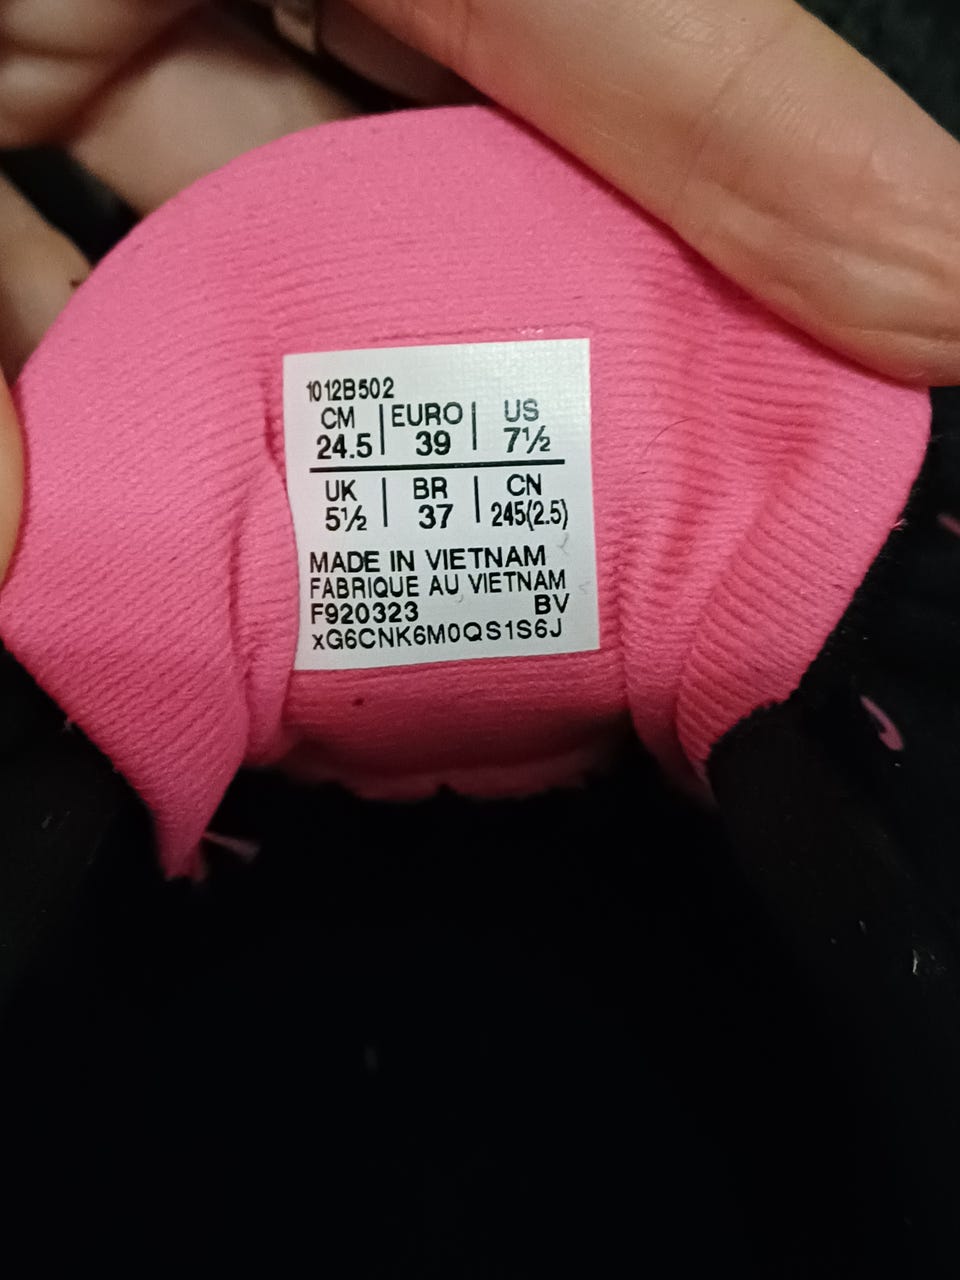 1012B502
CM | EURO | US
24.5 | 39 | 7½
UK | BR | CN
5½ | 37 | 245(2.5)
MADE IN VIETNAM
FABRIQUE AU VIETNAM
F920323 BV
xG6CNK6M0QS1S6J